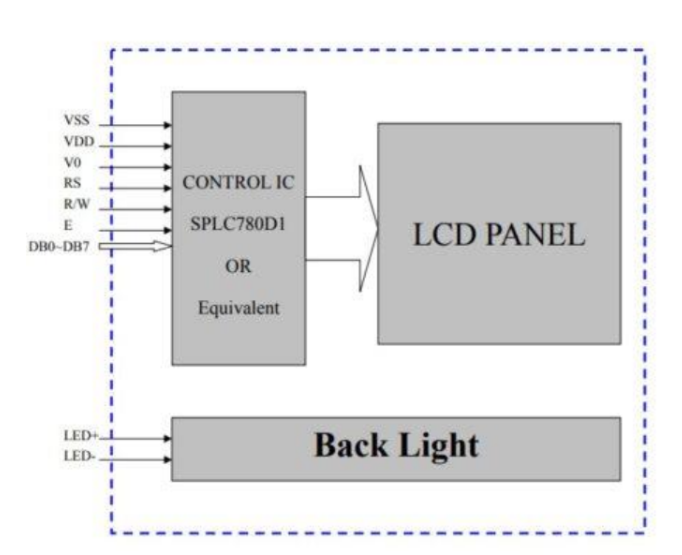 VSS
VDD
V0
RS
R/W
E
DB0~DB7
CONTROL IC
SPLC780D1
OR
Equivalent
LCD PANEL
LED+
LED-
Back Light